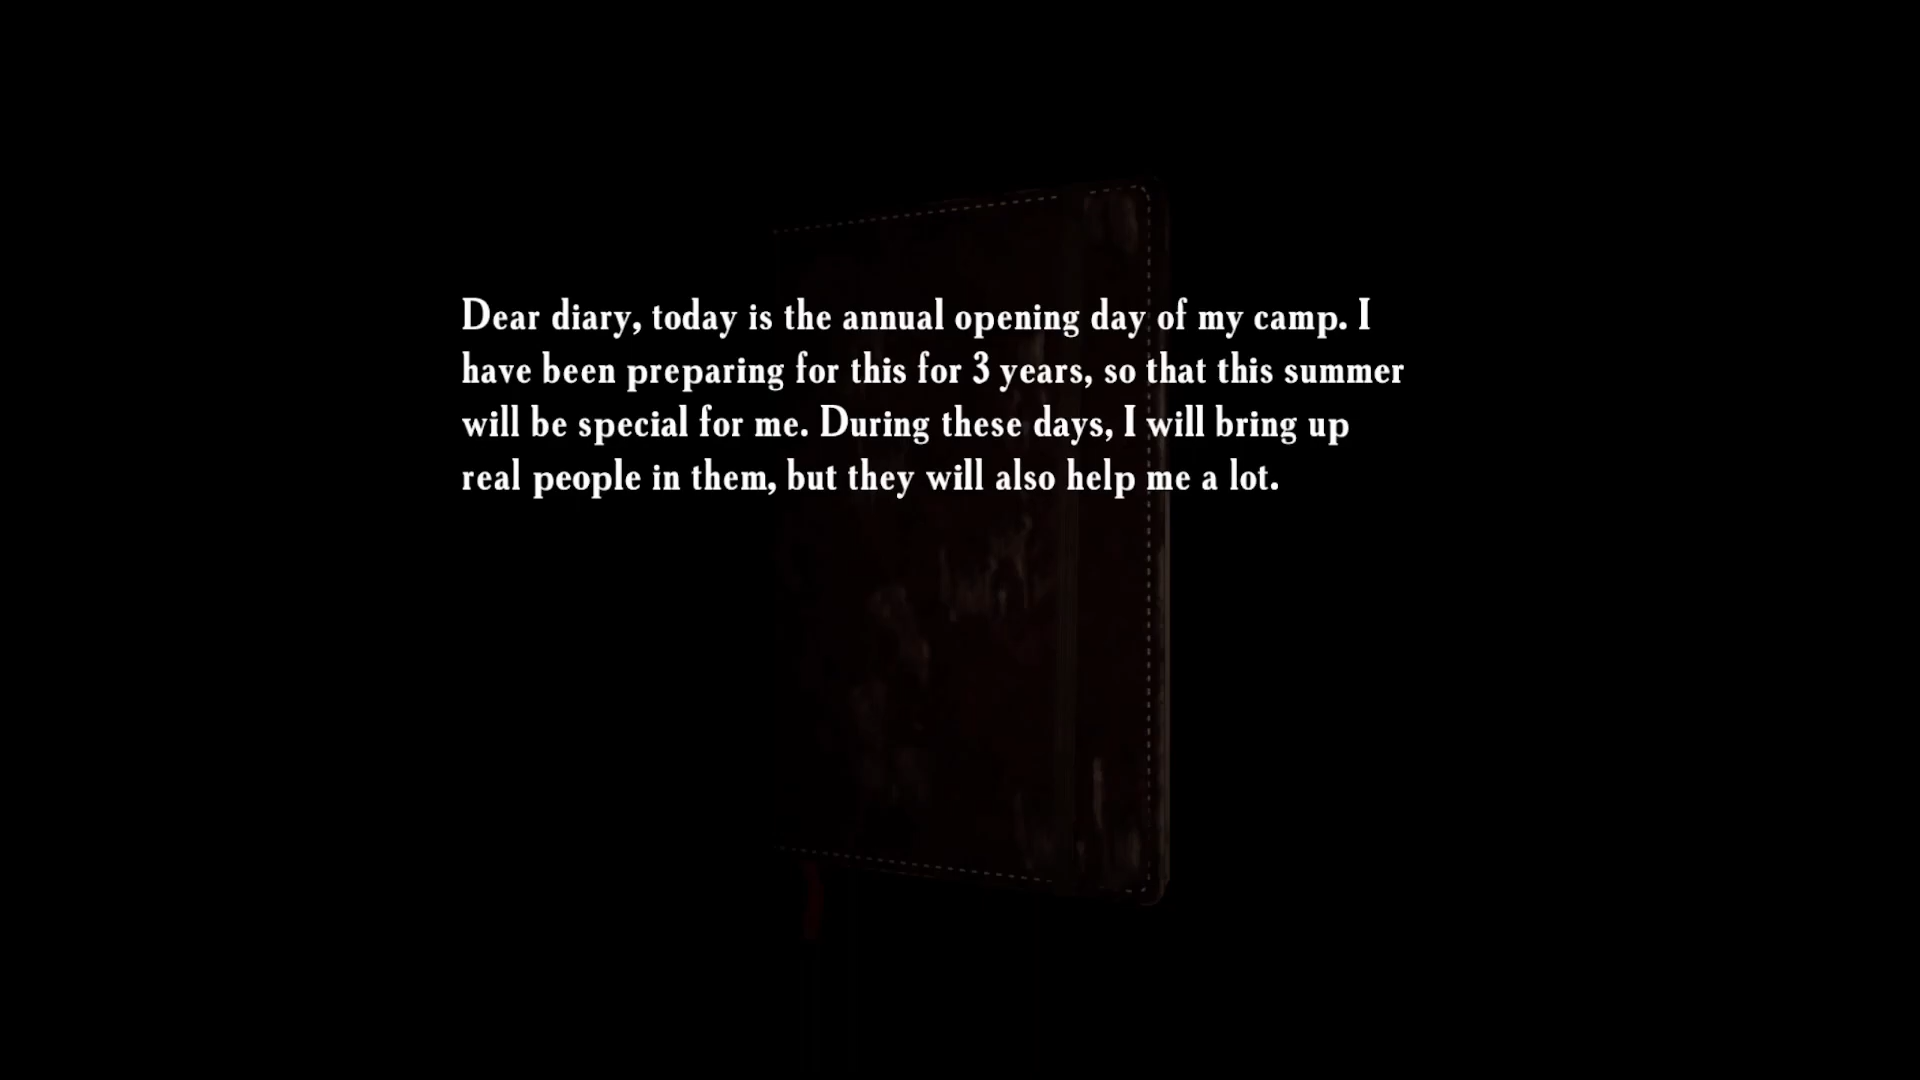 Dear diary, today is the annual opening day of my camp. I
have been preparing for this for 3 years, so that this summer
will be special for me. During these days, I will bring up
real people in them, but they will also help me a lot.